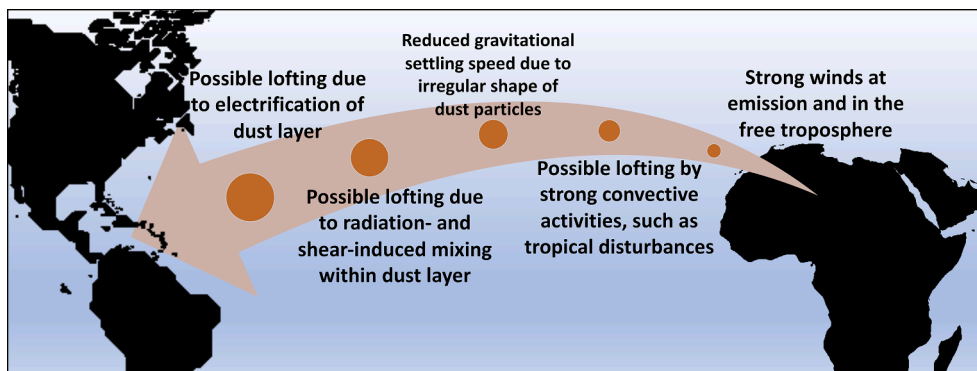 Possible lofting due
to electrification of
dust layer
Reduced gravitational
settling speed due to
irregular shape of
dust particles
Strong winds at
emission and in the
free troposphere
Possible lofting due
to radiation- and
shear-induced mixing
within dust layer
Possible lofting by
strong convective
activities, such as
tropical disturbances